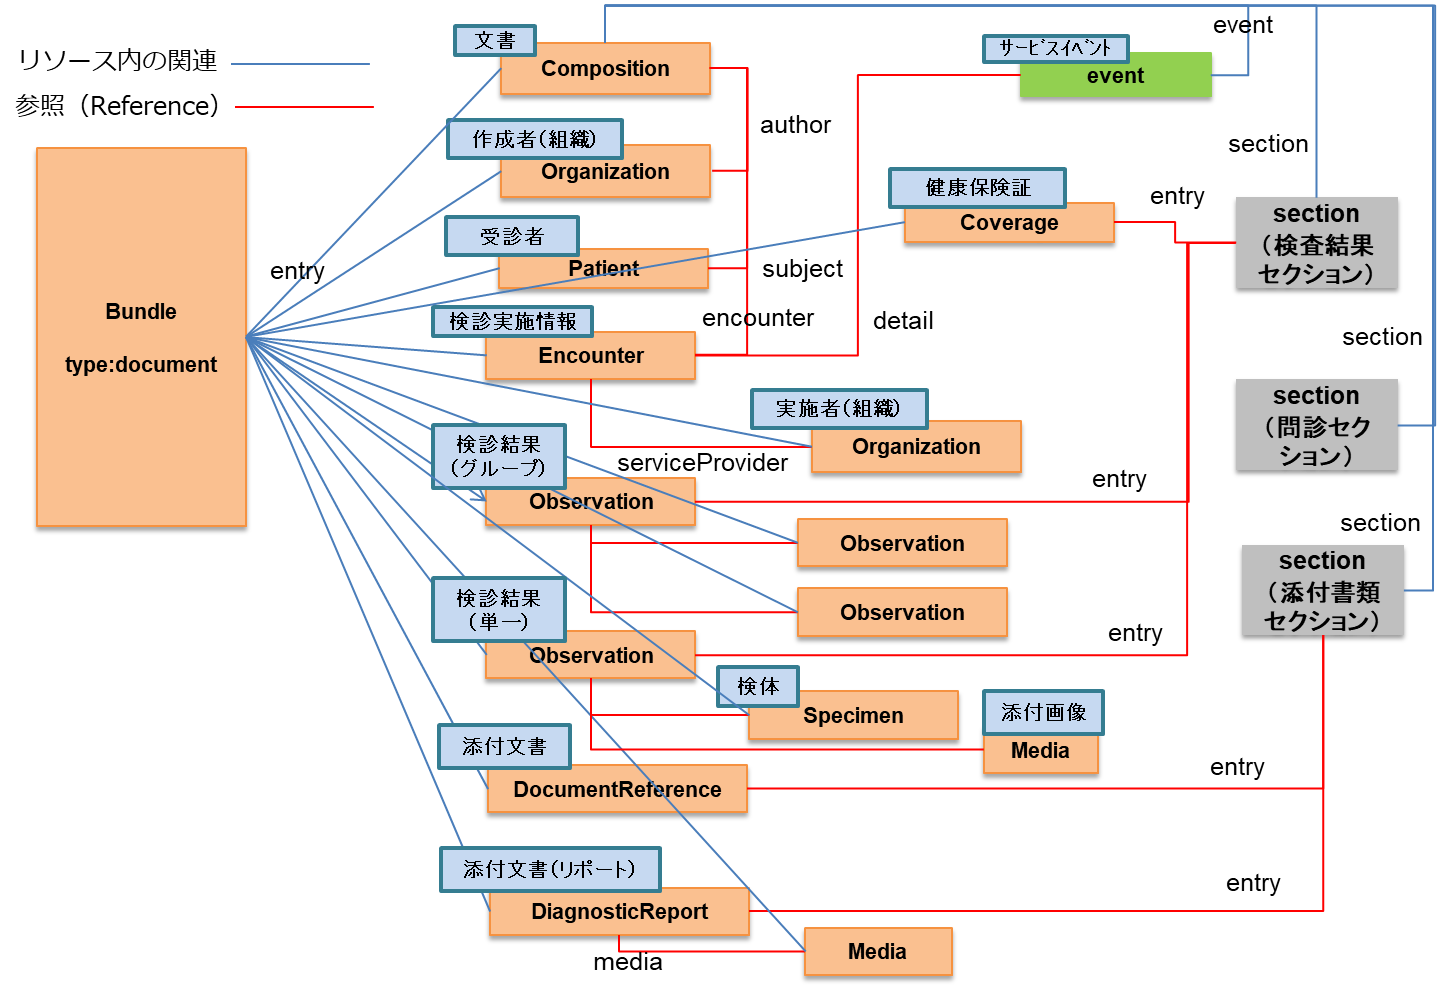 リソース内の関連
参照（Reference）
文書
Composition
サービスイベント
event
event
author
作成者（組織）
Organization
section
健康保険証
Coverage
entry
section
（検査結果
セクション）
受診者
Patient
subject
entry
Bundle
type:document
検診実施情報
Encounter
encounter
detail
section
section
（問診セク
ション）
実施者（組織）
Organization
serviceProvider
検診結果
（グループ）
Observation
entry
Observation
section
section
（添付書類
セクション）
検診結果
（単一）
Observation
Observation
entry
検体
Specimen
添付画像
Media
添付文書
DocumentReference
entry
添付文書（リポート）
DiagnosticReport
entry
media
Media